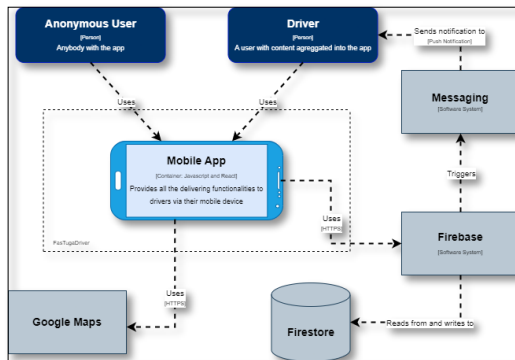 Anonymous User
[Person]
Anybody with the app
Driver
[Person]
A user with content agreggated into the app
Sends notification to
[Push Notification]
Messaging
[Software System]
Uses
Uses
Mobile App
[Container: Javascript and React]
Provides all the delivering functionalities to
drivers via their mobile device
Triggers
Uses
[HTTPS]
Firebase
[Software System]
FasTugaDriver
Uses
[HTTPS]
Google Maps
Firestore
Reads from and writes to